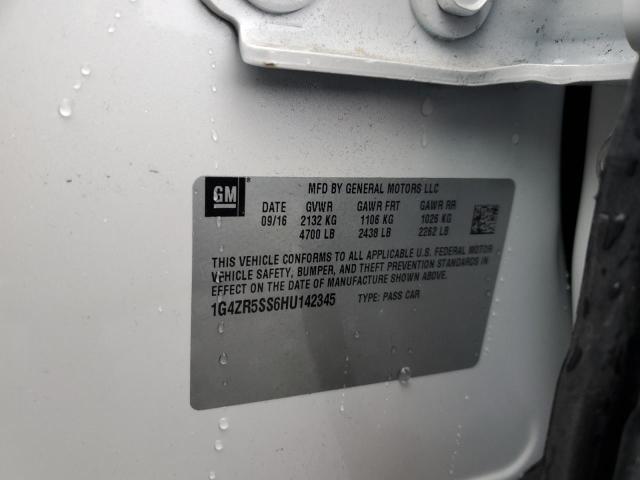 GM ®
MFD BY GENERAL MOTORS LLC
DATE GVWR GAWR FRT GAWR RR
09/16 2132 KG 1106 KG 1026 KG
4700 LB 2438 LB 2262 LB
THIS VEHICLE CONFORMS TO ALL APPLICABLE U.S. FEDERAL MOTOR
VEHICLE SAFETY, BUMPER, AND THEFT PREVENTION STANDARDS IN
EFFECT ON THE DATE OF MANUFACTURE SHOWN ABOVE.
1G4ZR5SS6HU142345 TYPE: PASS CAR